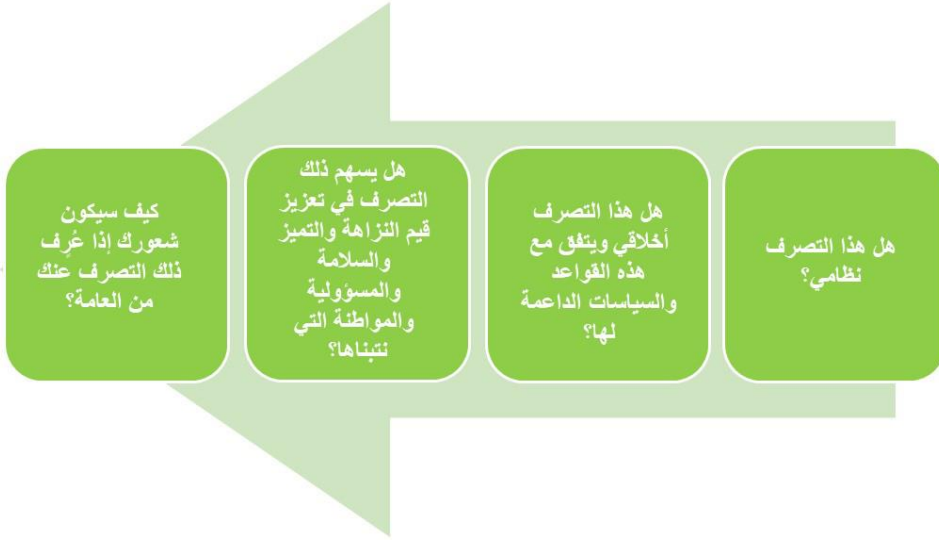 هل هذا التصرف
نظامي؟
هل هذا التصرف
أخلاقي ويتفق مع
هذه القواعد
والسياسات الداعمة
لها؟
هل يسهم ذلك
التصرف في تعزيز
قيم النزاهة والتميز
والسلامة
والمسؤولية
والمواطنة التي
نتبناها؟
كيف سيكون
شعورك إذا عُرِف
ذلك التصرف عنك
من العامة؟